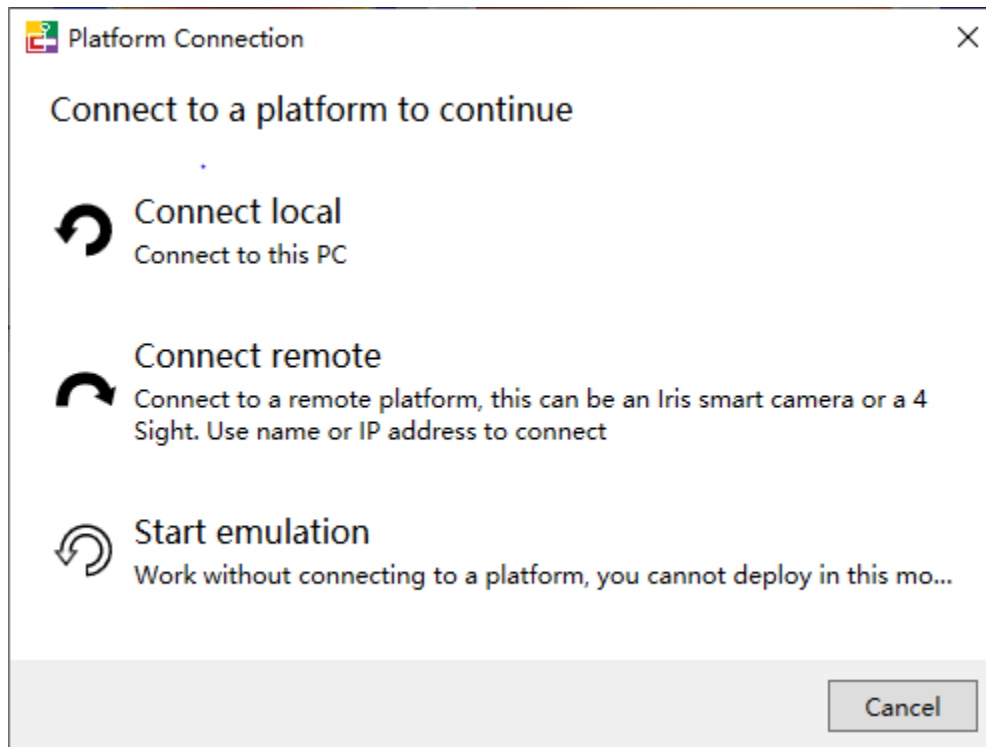 Platform Connection
Connect to a platform to continue
Connect local
Connect to this PC
Connect remote
Connect to a remote platform, this can be an Iris smart camera or a 4
Sight. Use name or IP address to connect
Start emulation
Work without connecting to a platform, you cannot deploy in this mo...
Cancel